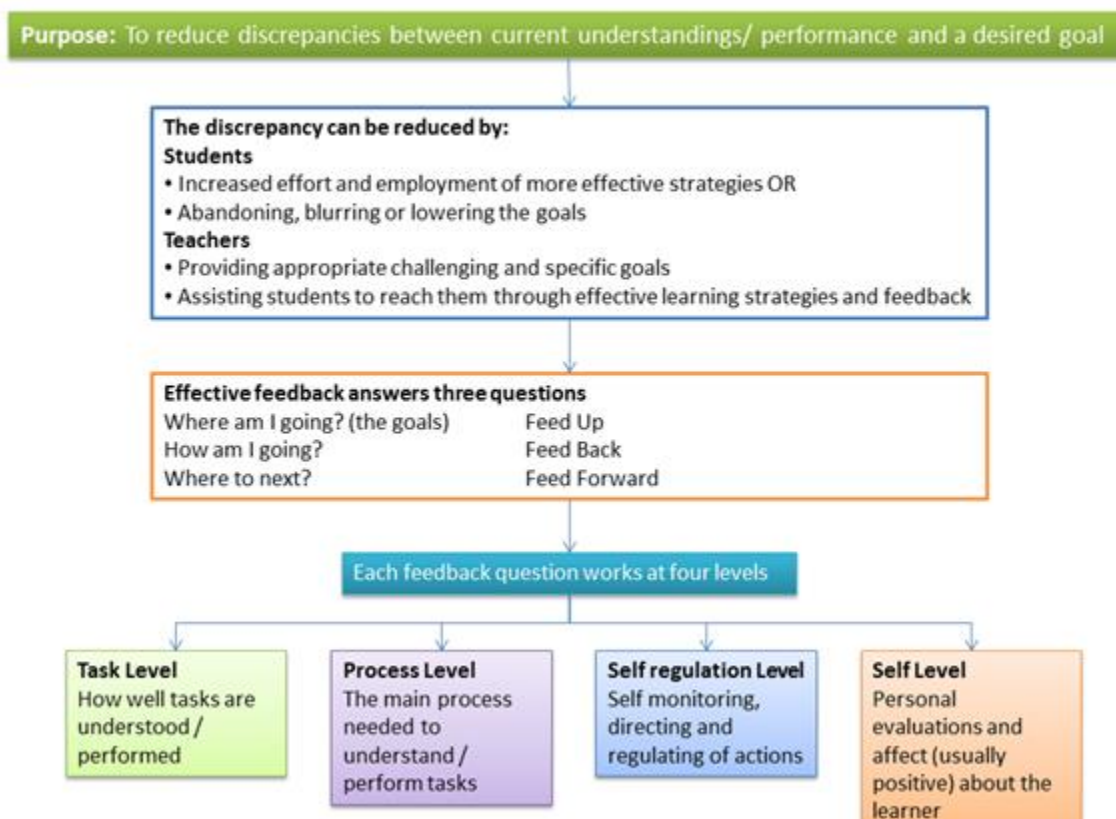 Purpose: To reduce discrepancies between current understandings/ performance and a desired goal
The discrepancy can be reduced by:
Students
• Increased effort and employment of more effective strategies OR
• Abandoning, blurring or lowering the goals
Teachers
• Providing appropriate challenging and specific goals
• Assisting students to reach them through effective learning strategies and feedback
Effective feedback answers three questions
Where am I going? (the goals) Feed Up
How am I going? Feed Back
Where to next? Feed Forward
Each feedback question works at four levels
Task Level
How well tasks are
understood /
performed
Process Level
The main process
needed to
understand /
perform tasks
Self regulation Level
Self monitoring,
directing and
regulating of actions
Self Level
Personal
evaluations and
affect (usually
positive) about the
learner